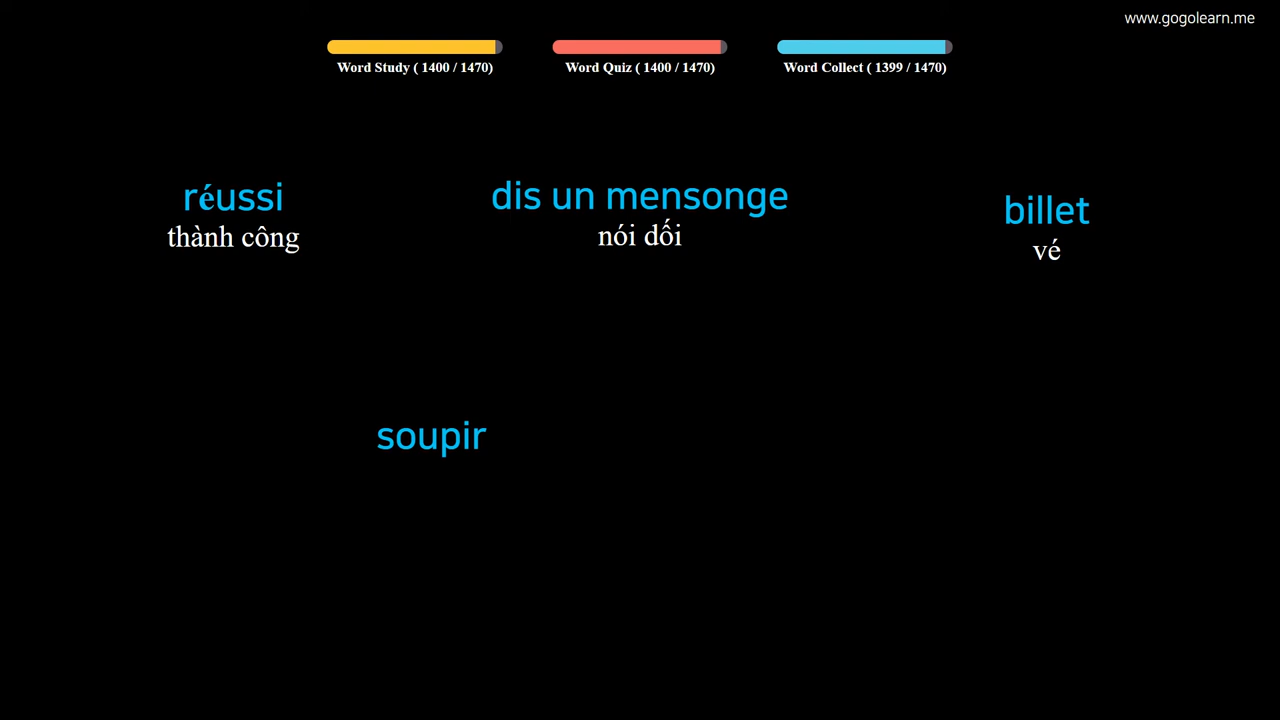 www.gogolearn.me
Word Study ( 1400 / 1470)
Word Quiz ( 1400 / 1470)
Word Collect ( 1399 / 1470)
réussi
thành công
dis un mensonge
nói dối
billet
vé
soupir